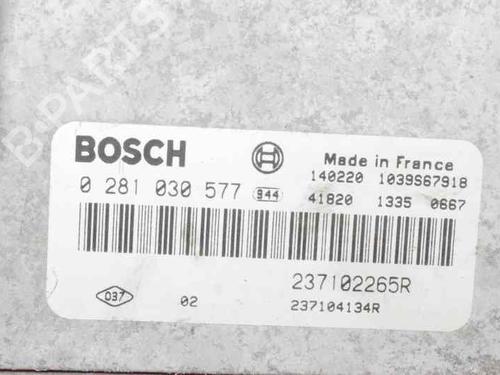 B-PARTS
BOSCH
Made in France
140220 1039S67918
0 281 030 577 944 41820 1335 0667
237102265R
037 02 237104134R